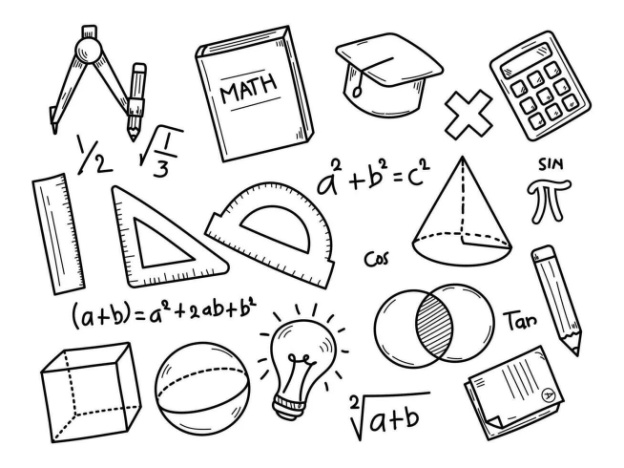 MATH
1/2
√1/3
a²+b²=c²
SIN
π
Cos
(a+b)=a²+2ab+b²
Tan
²√a+b